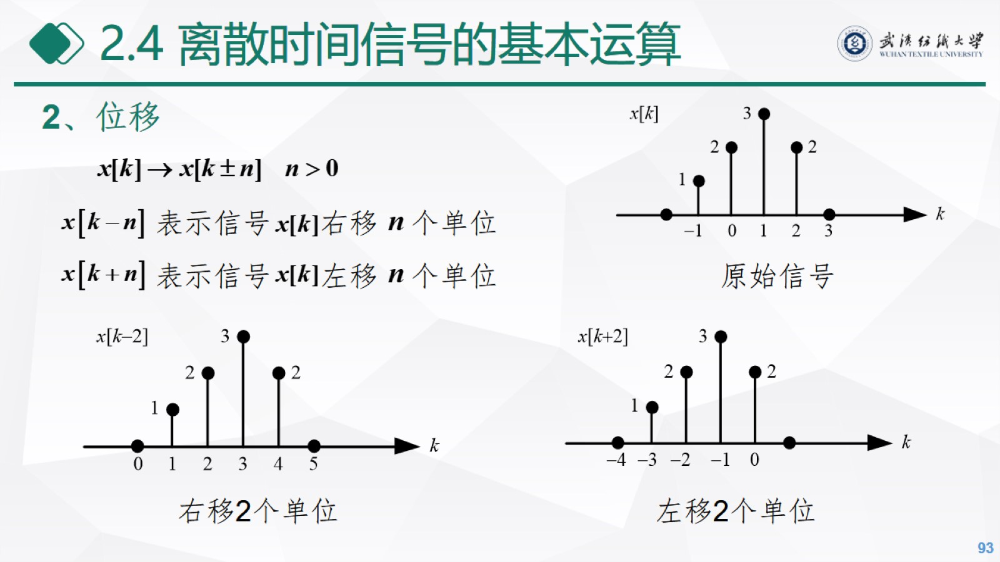 2.4 离散时间信号的基本运算
武汉纺织大学
WUHAN TEXTILE UNIVERSITY
2、位移
x[k]→x[k±n] n>0
x[k−n] 表示信号 x[k]右移 n 个单位
x[k+n] 表示信号 x[k]左移 n 个单位
x[k]
3
2
2
1
k
−1 0 1 2 3
原始信号
x[k−2]
3
2
2
1
k
0 1 2 3 4 5
右移2个单位
x[k+2]
3
2
2
1
k
−4 −3 −2 −1 0
左移2个单位
93